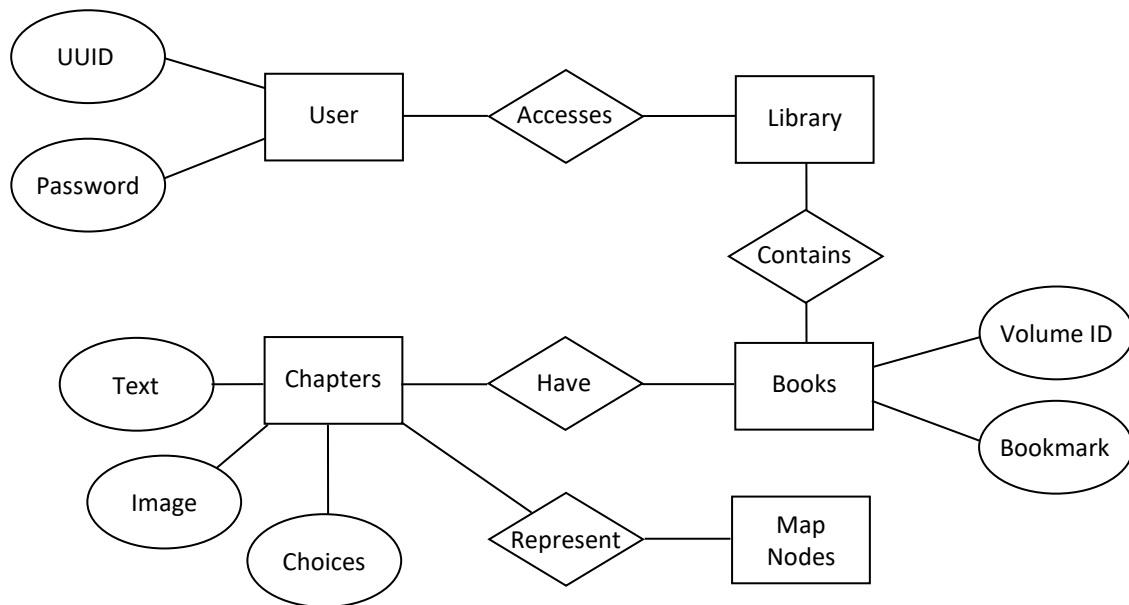 UUID
User
Accesses
Library
Password
Contains
Volume ID
Text
Chapters
Have
Books
Bookmark
Image
Map
Nodes
Represent
Choices